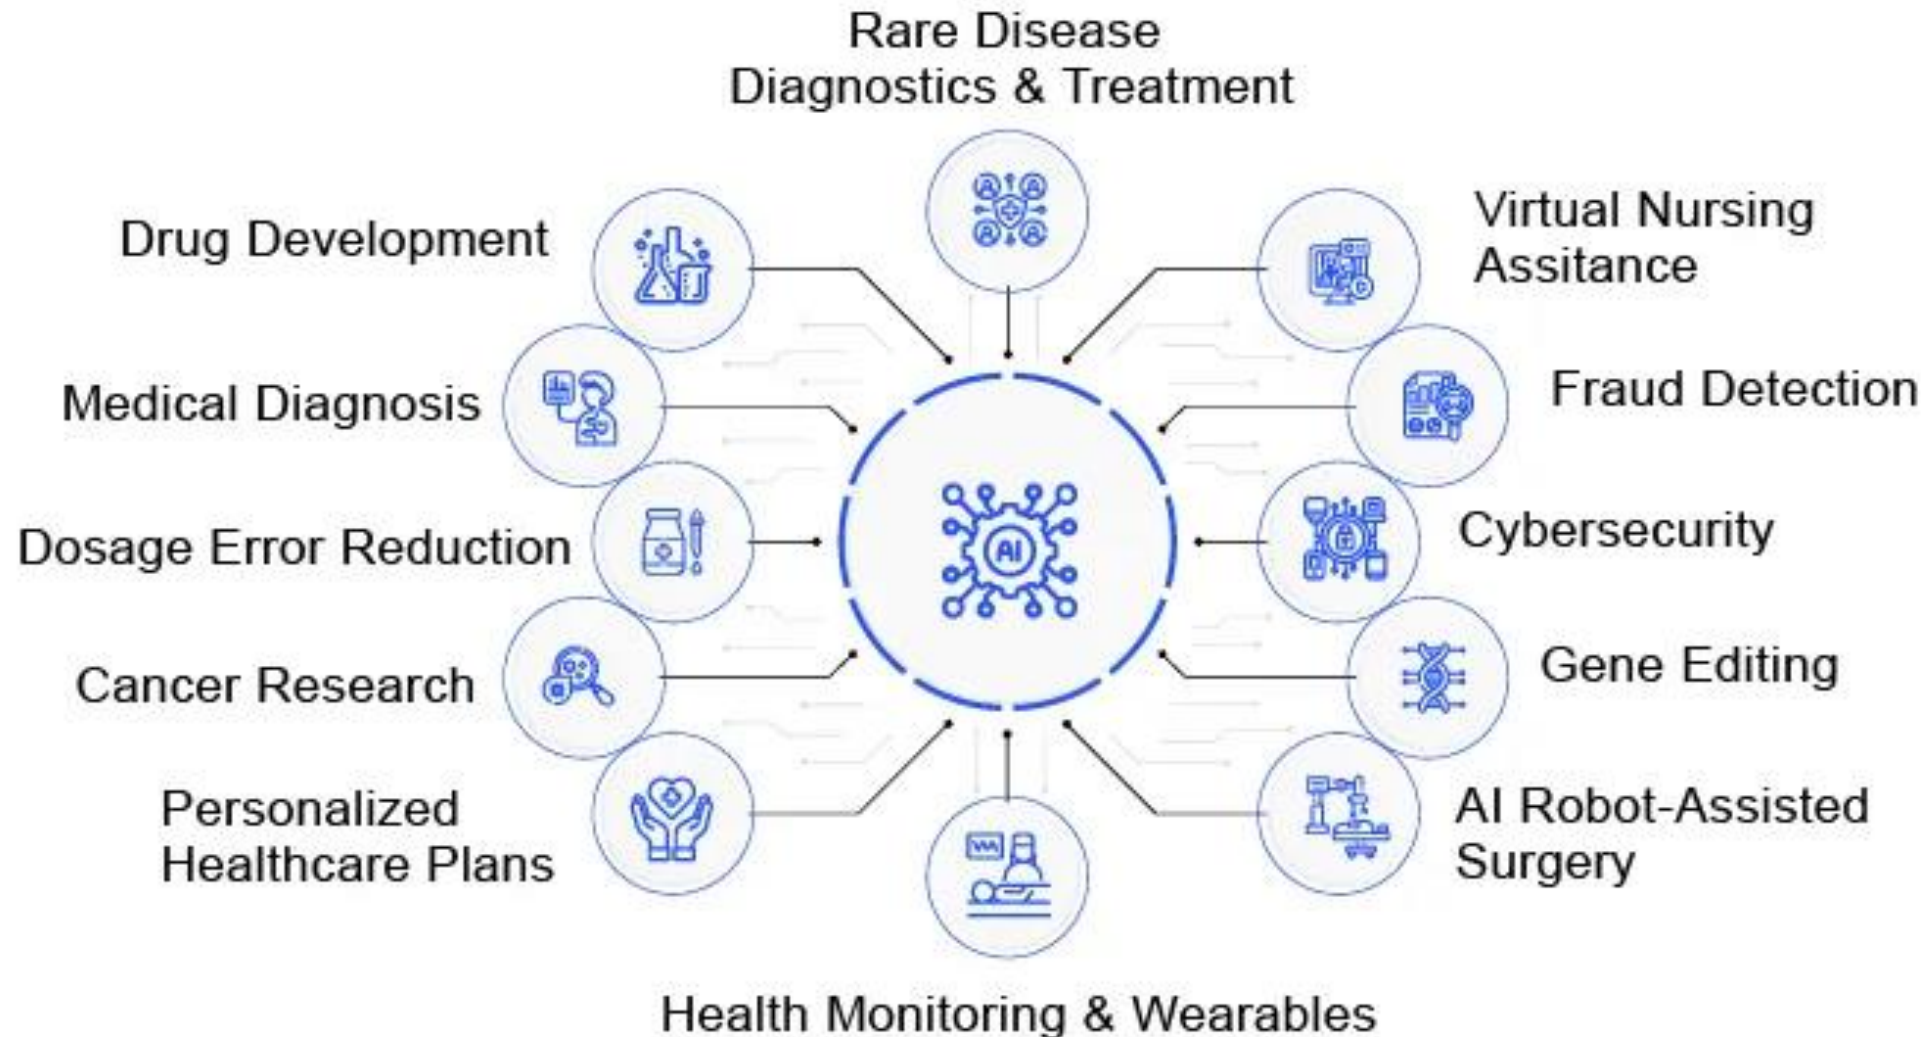 Rare Disease
Diagnostics & Treatment
Drug Development
Virtual Nursing
Assitance
Medical Diagnosis
Fraud Detection
Dosage Error Reduction
AI
Cybersecurity
Cancer Research
Gene Editing
Personalized
Healthcare Plans
AI Robot-Assisted
Surgery
Health Monitoring & Wearables